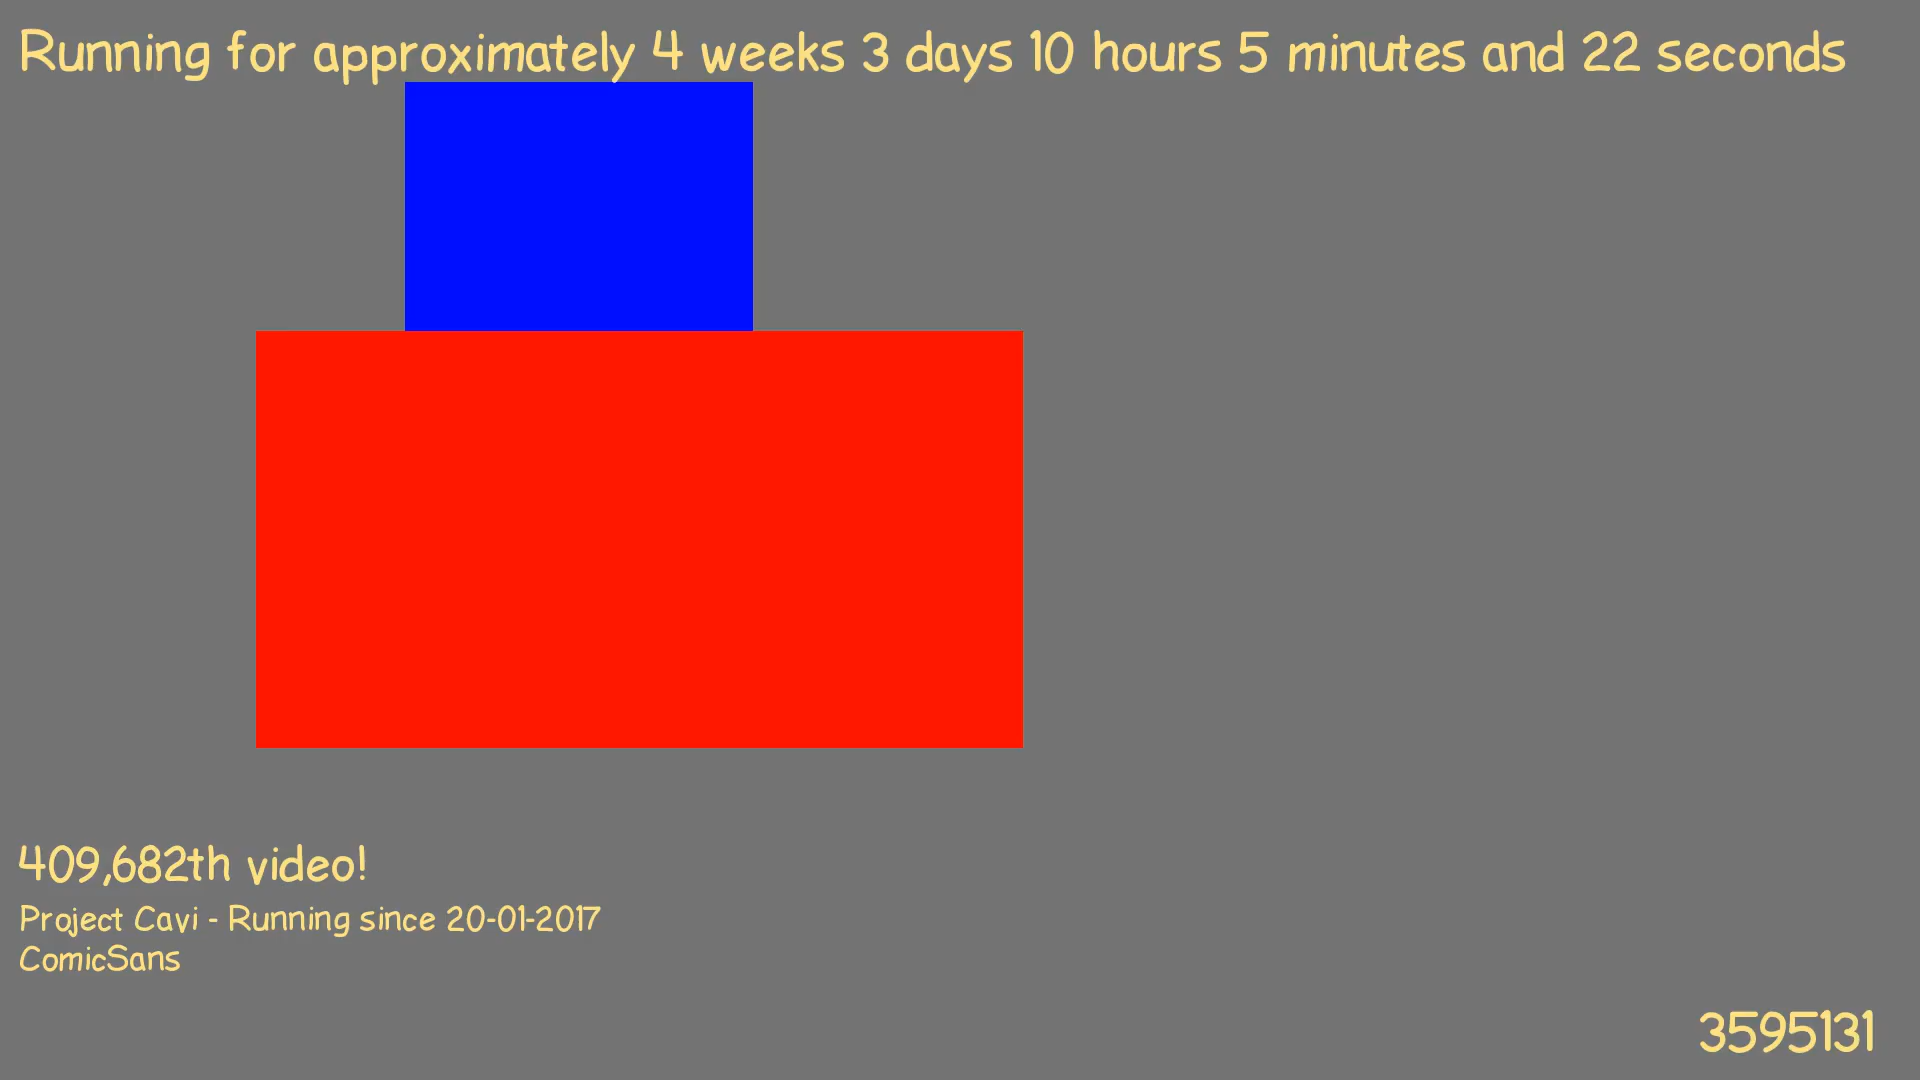 Running for approximately 4 weeks 3 days 10 hours 5 minutes and 22 seconds
409,682th video!
Project Cavi - Running since 20-01-2017
ComicSans
3595131